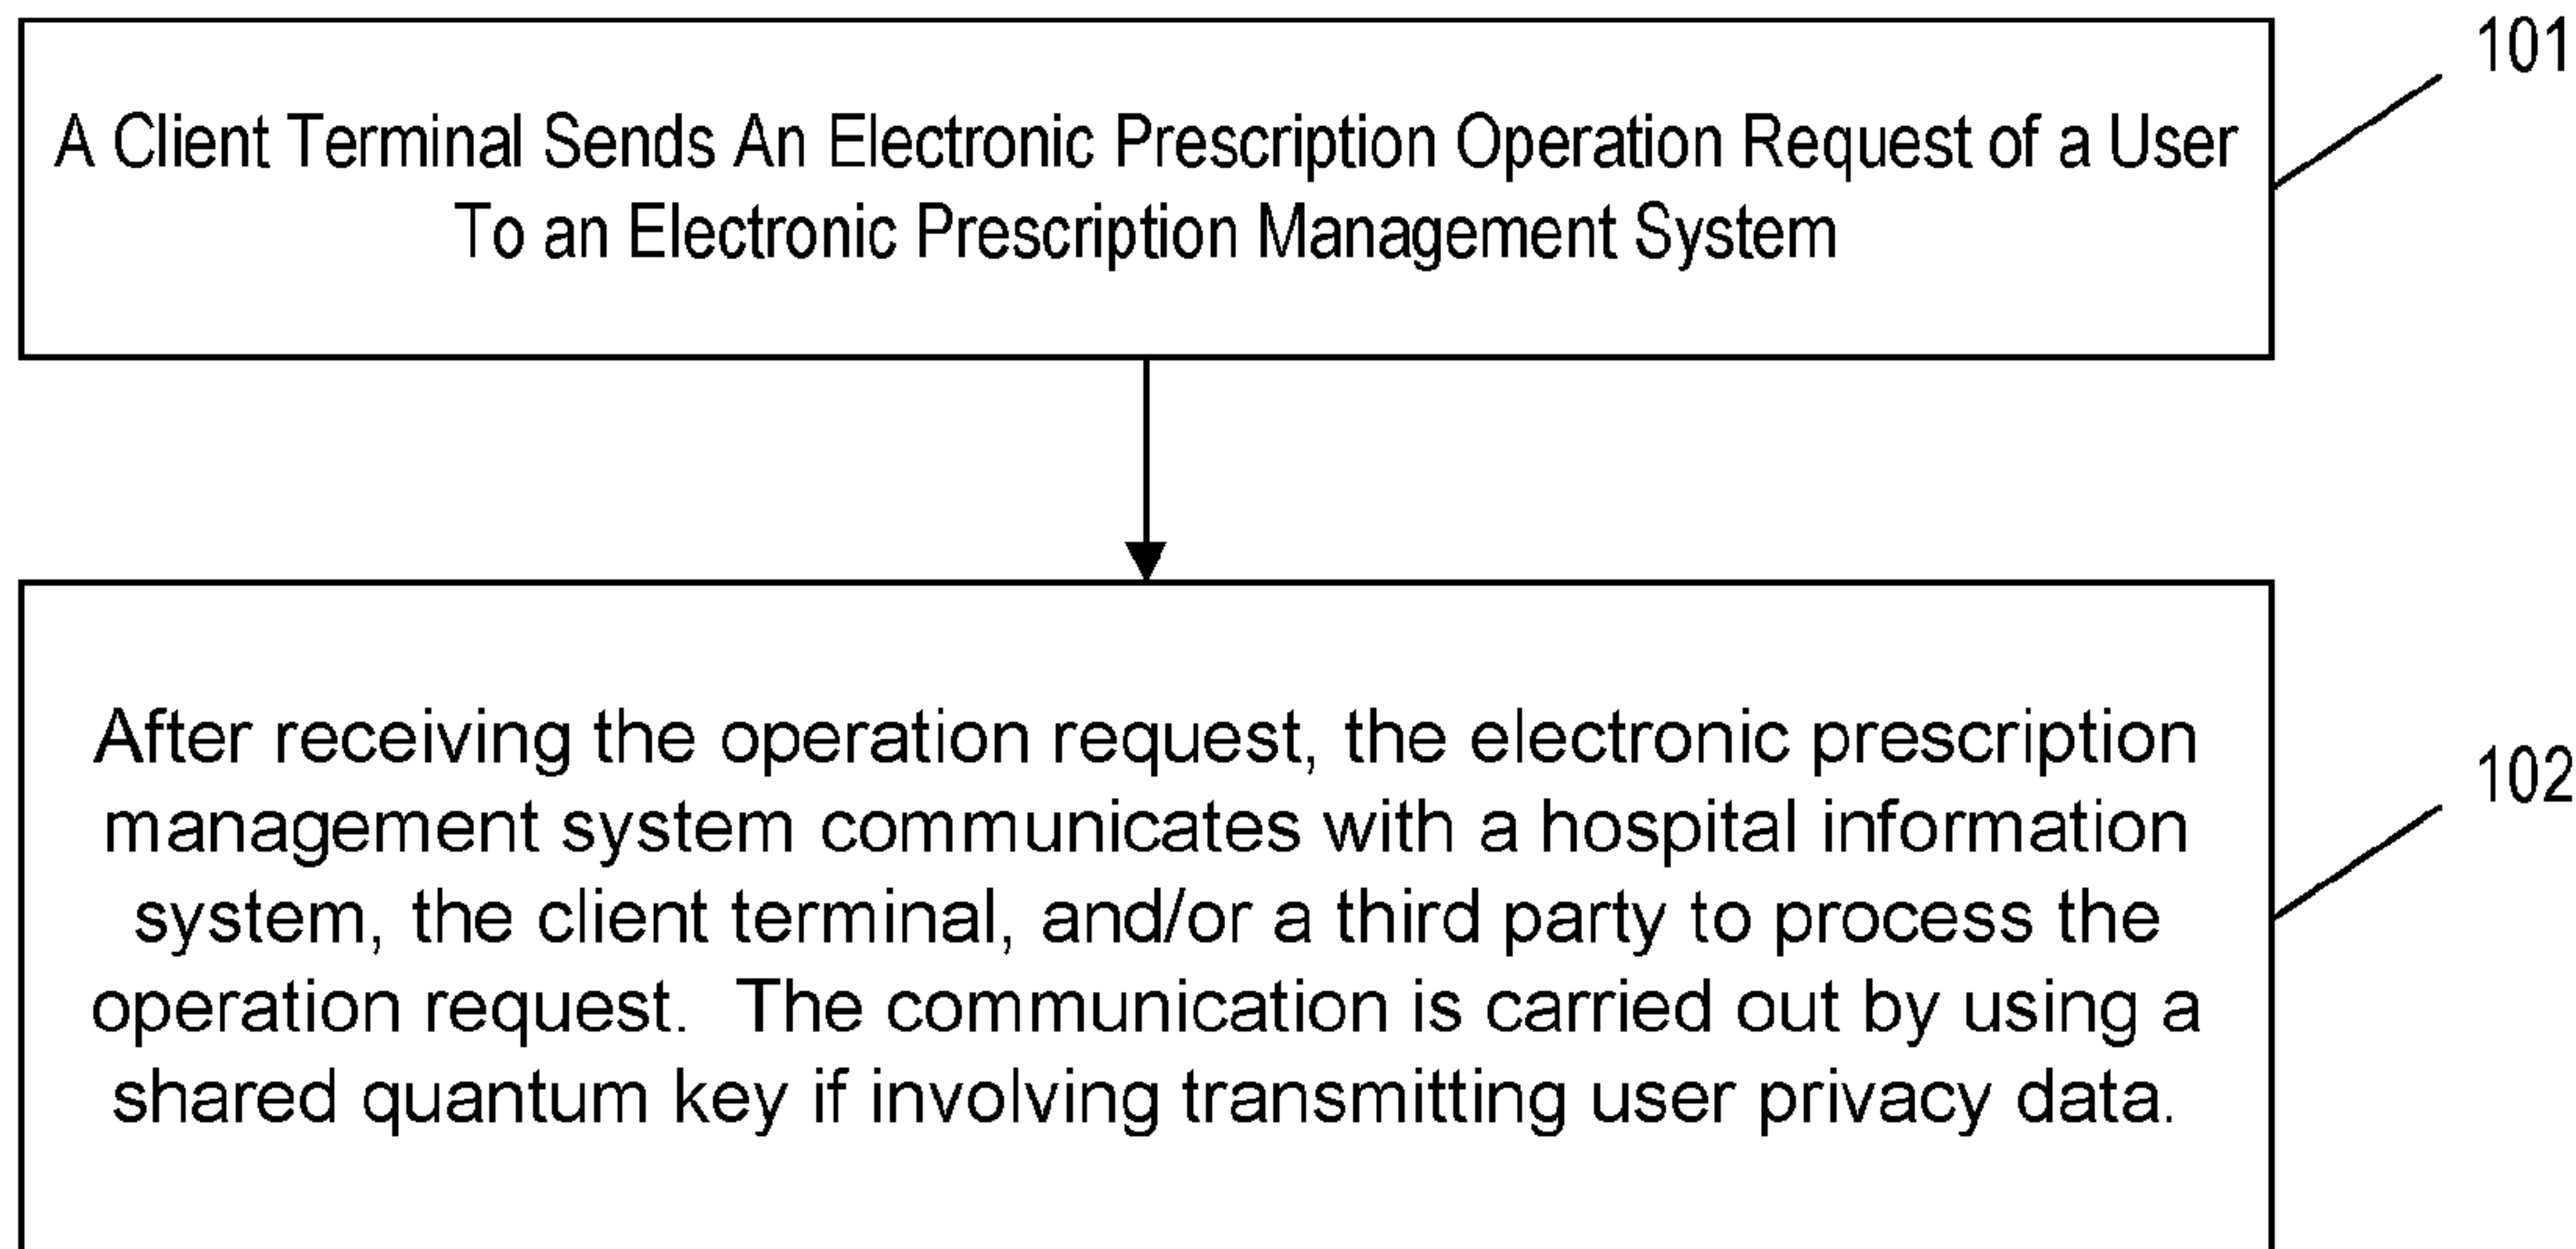 101
A Client Terminal Sends An Electronic Prescription Operation Request of a User
To an Electronic Prescription Management System
102
After receiving the operation request, the electronic prescription
management system communicates with a hospital information
system, the client terminal, and/or a third party to process the
operation request.  The communication is carried out by using a
shared quantum key if involving transmitting user privacy data.